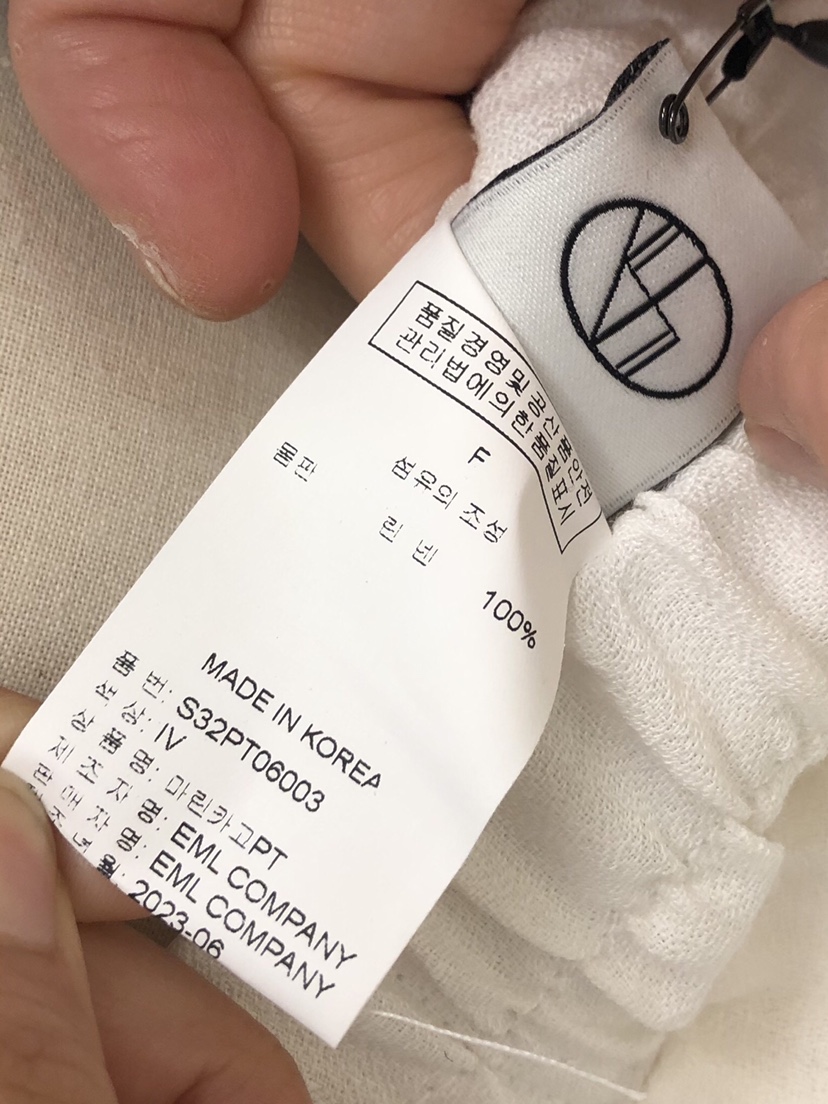 품질경영및공산품안전
관리법에의한품질표시
F
섬유의 조성
몸판
린 넨
100%
MADE IN KOREA
품 번: S32PT06003
색 상: IV
상 품 명: 마린카고PT
제 조 자 명: EML COMPANY
판 매 자 명: EML COMPANY
제조년 월: 2023-06